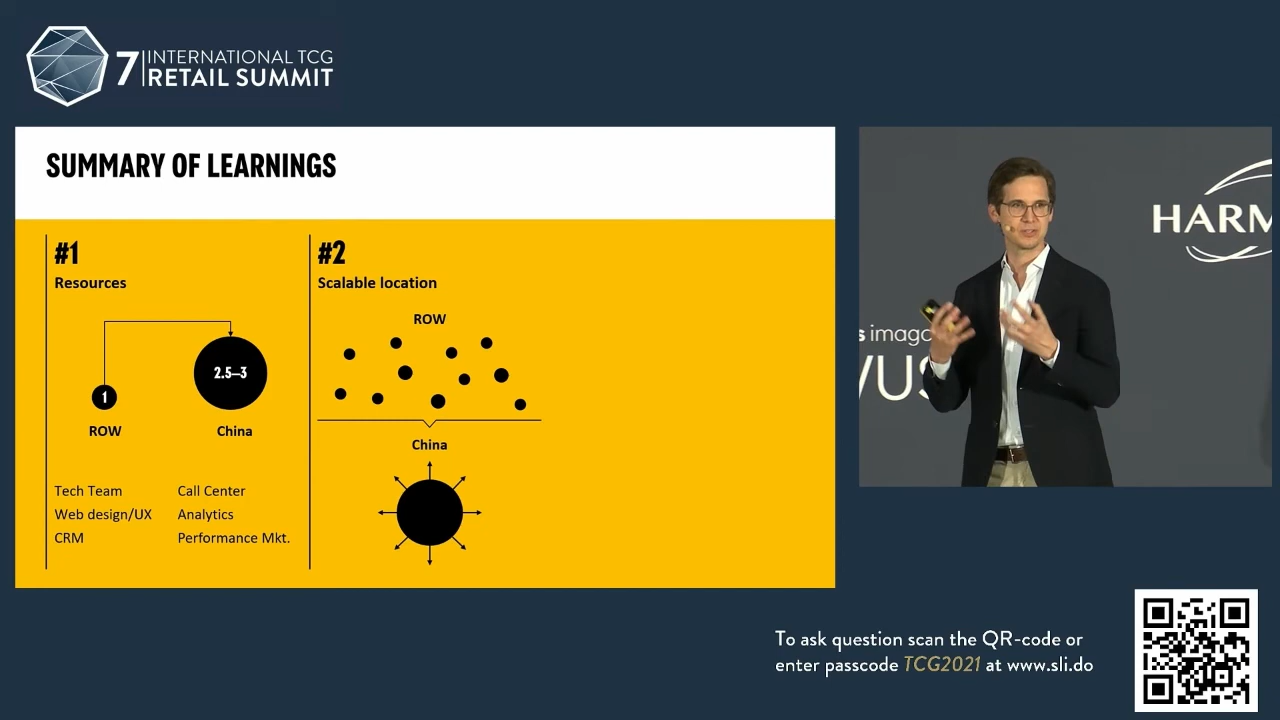 7 INTERNATIONAL TCG
RETAIL SUMMIT
SUMMARY OF LEARNINGS
#1
Resources
1
2.5–3
ROW
China
Tech Team
Web design/UX
CRM
Call Center
Analytics
Performance Mkt.
#2
Scalable location
ROW
China
HARM
s imago
VUS
To ask question scan the QR-code or
enter passcode TCG2021 at www.sli.do